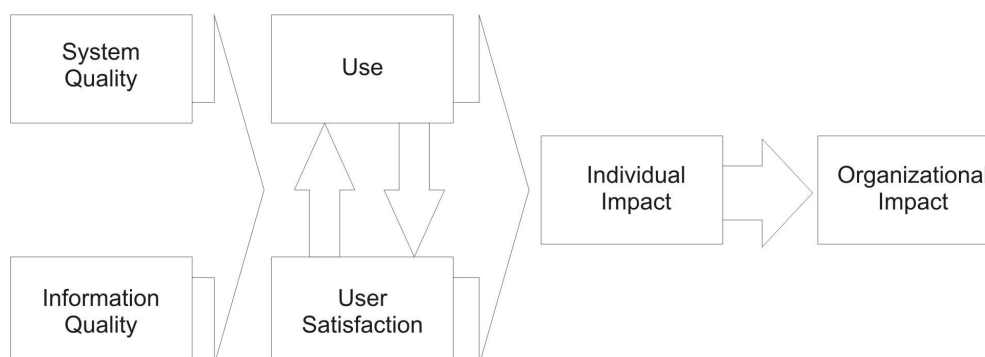 System
Quality
Use
Individual
Impact
Organizational
Impact
Information
Quality
User
Satisfaction